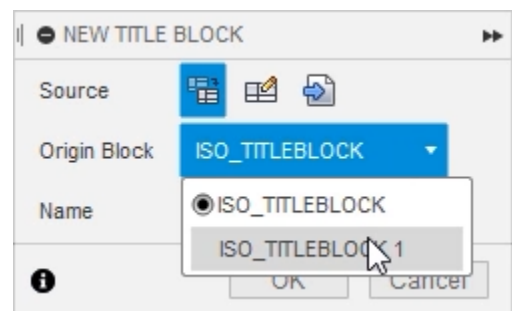 NEW TITLE BLOCK
Source
Origin Block ISO_TITLEBLOCK
Name
ISO_TITLEBLOCK
ISO_TITLEBLOCK 1
OK Cancel